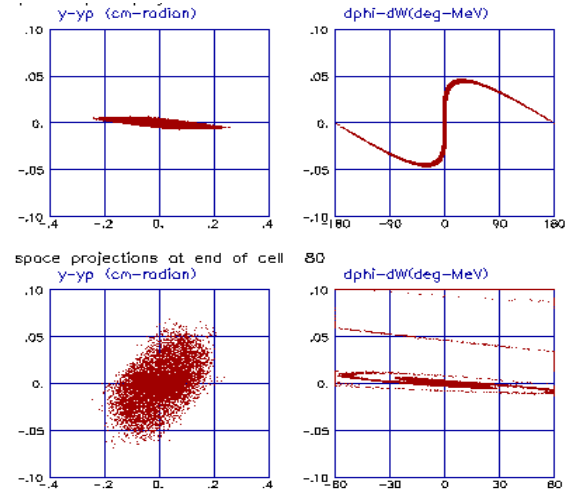 y-yp (cm-radian) dphi-dW(deg-MeV)
.10 .10
.05 .05
0. 0.
-.05 -.05
-.10 -.10
-.4 -.2 0. .2 .4 -180 -90 0 90 180
space projections at end of cell 80
y-yp (cm-radian) dphi-dW(deg-MeV)
.10 .10
.05 .05
0. 0.
-.05 -.05
-.10 -.10
-.4 -.2 0. .2 .4 -60 -30 0 30 60